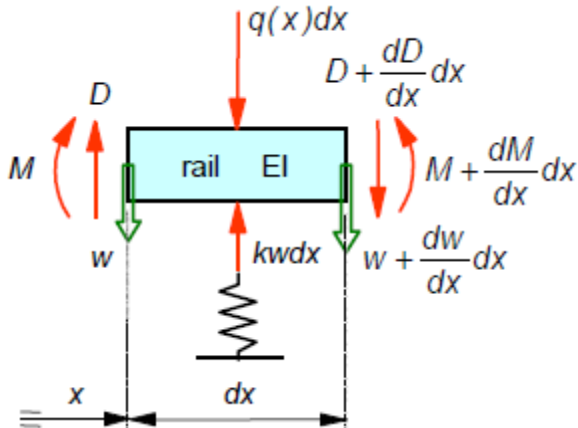 q(x)dx
D
D + dD/dx dx
M
rail EI
M + dM/dx dx
w
kwdx
w + dw/dx dx
x
dx